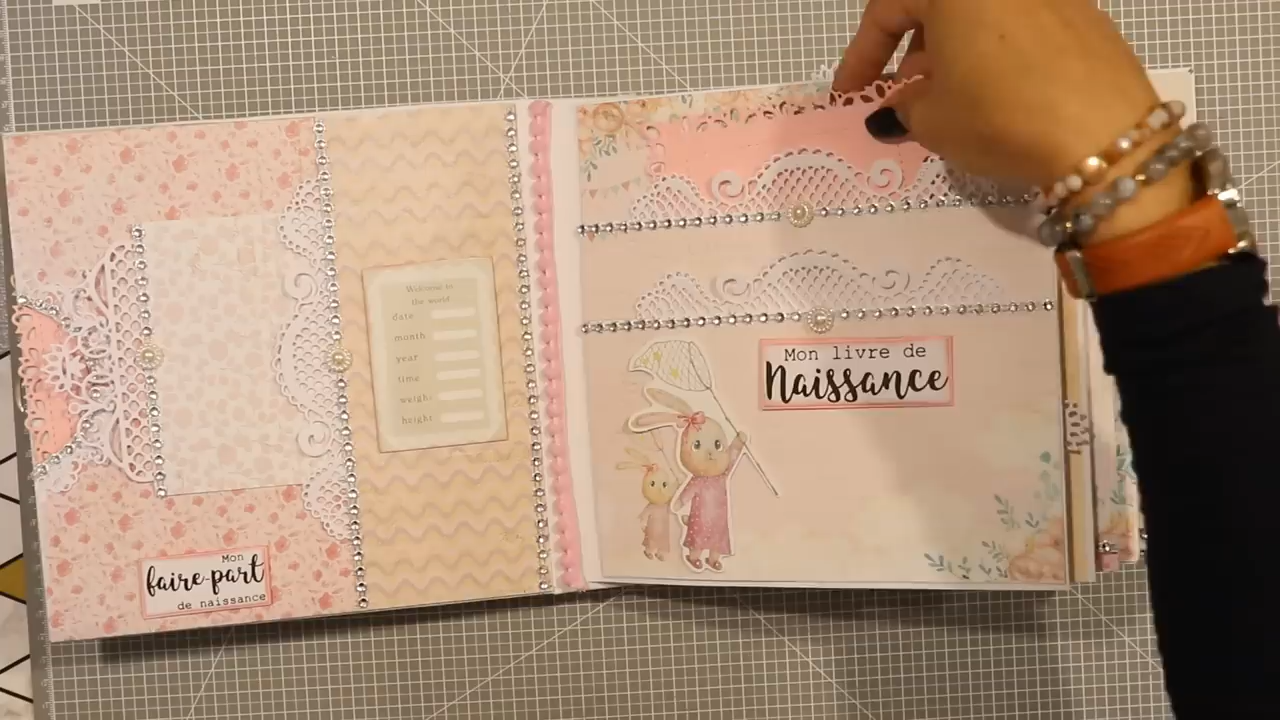 Welcome to
the world
date
month
year
time
weight
height
Mon
faire-part
de naissance
Mon livre de
Naissance